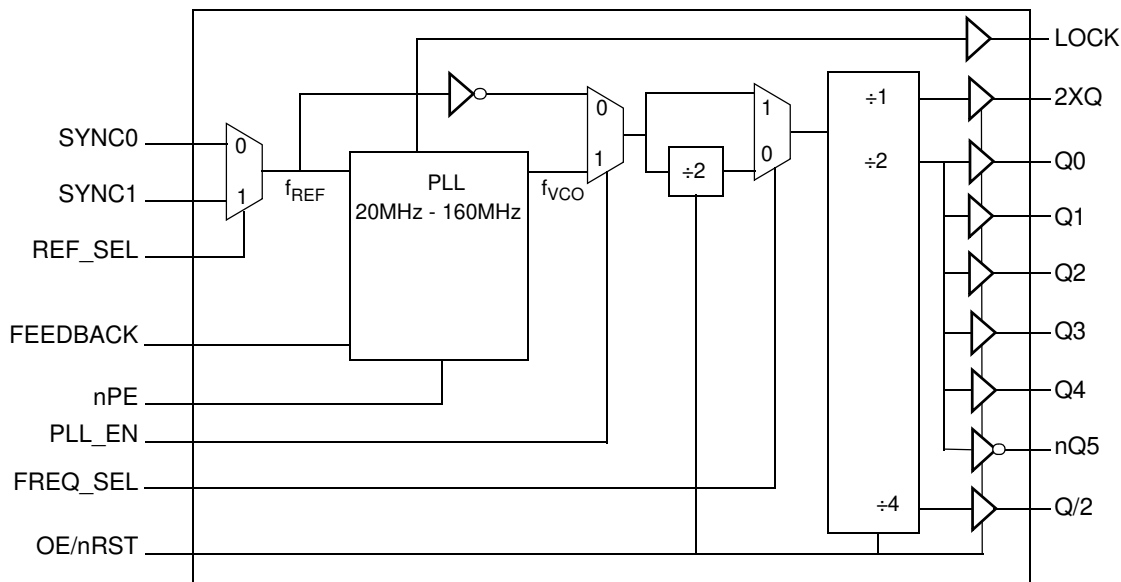 LOCK
÷1
2XQ
0
1
SYNC0
0
÷2
Q0
1
0
÷2
PLL
SYNC1
1
fREF
20MHz - 160MHz
fVCO
Q1
REF_SEL
Q2
FEEDBACK
Q3
nPE
Q4
PLL_EN
nQ5
FREQ_SEL
÷4
Q/2
OE/nRST